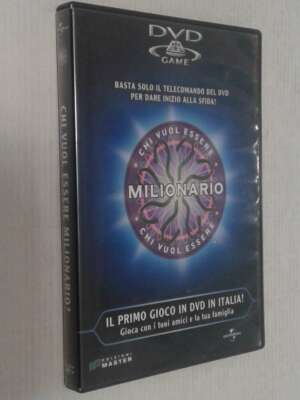 DVD
GAME
BASTA SOLO IL TELECOMANDO DEL DVD
PER DARE INIZIO ALLA SFIDA!
CHI VUOL ESSERE
MILIONARIO
CHI VUOL ESSERE
IL PRIMO GIOCO IN DVD IN ITALIA!
Gioca con i tuoi amici e la tua famiglia
EDIZIONI
MASTER
UNIVERSAL
CHI VUOL ESSERE MILIONARIO?